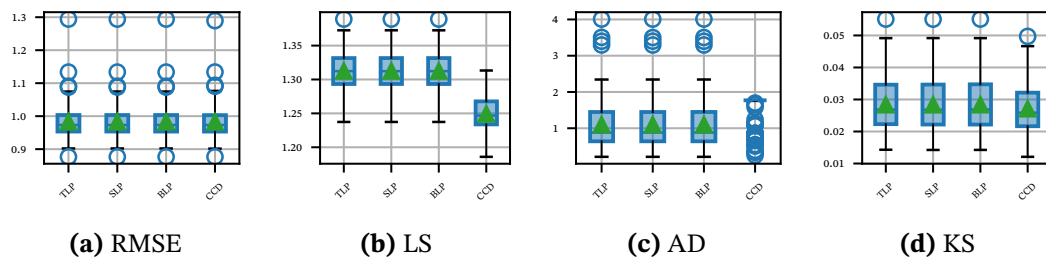 1.3
1.2
1.1
1.0
0.9
TLP
SLP
BLP
CCD
(a) RMSE
1.35
1.30
1.25
1.20
TLP
SLP
BLP
CCD
(b) LS
4
3
2
1
TLP
SLP
BLP
CCD
(c) AD
0.05
0.04
0.03
0.02
0.01
TLP
SLP
BLP
CCD
(d) KS